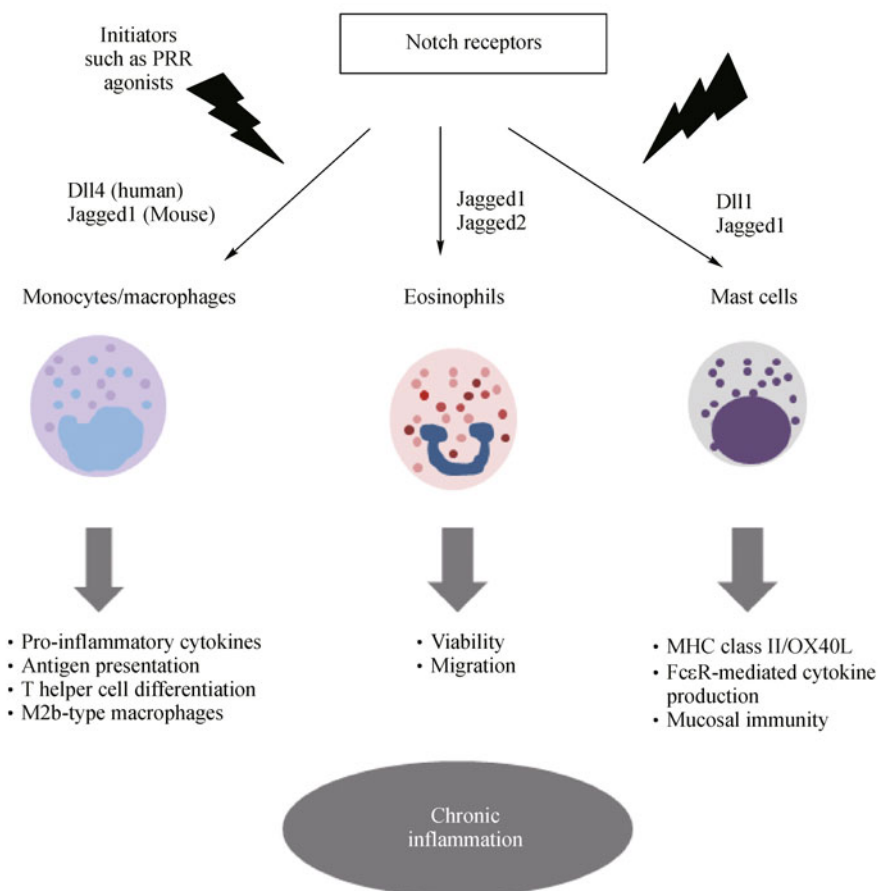 Initiators
such as PRR
agonists
Notch receptors
Dll4 (human)
Jagged1 (Mouse)
Jagged1
Jagged2
Dll1
Jagged1
Monocytes/macrophages
Eosinophils
Mast cells
• Pro-inflammatory cytokines
• Antigen presentation
• T helper cell differentiation
• M2b-type macrophages
• Viability
• Migration
• MHC class II/OX40L
• FcεR-mediated cytokine
production
• Mucosal immunity
Chronic
inflammation